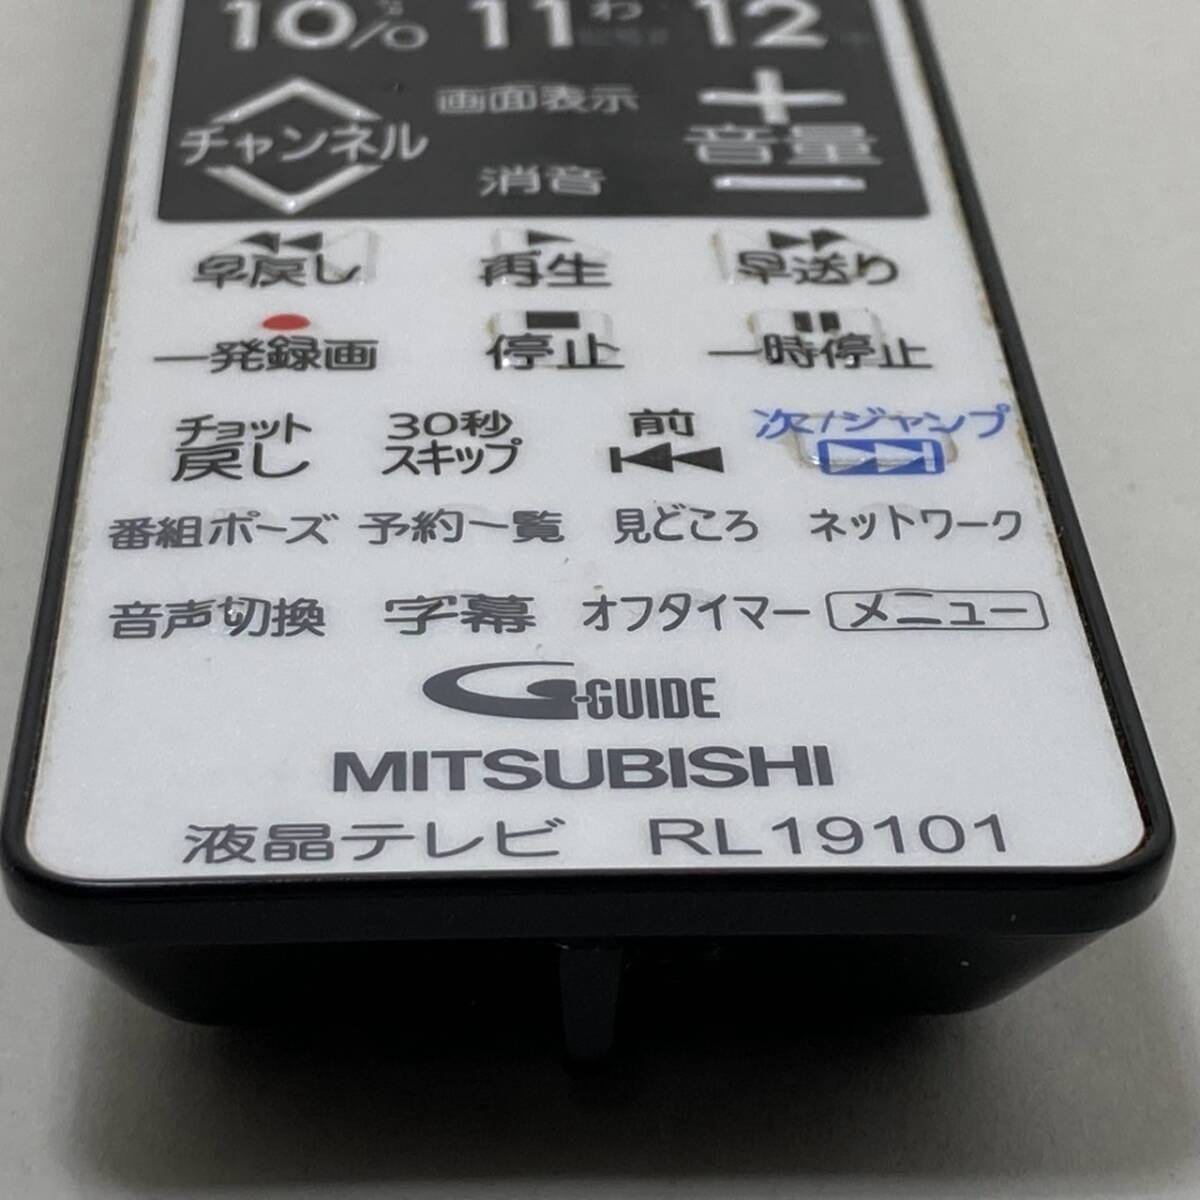 10/0 11 わ 12
画面表示 +
チャンネル 音量
消音 −
早戻し 再生 早送り
一発録画 停止 一時停止
チョット 30秒 前 次/ジャンプ
戻し スキップ
番組ポーズ 予約一覧 見どころ ネットワーク
音声切換 字幕 オフタイマー メニュー
G-GUIDE
MITSUBISHI
液晶テレビ RL19101